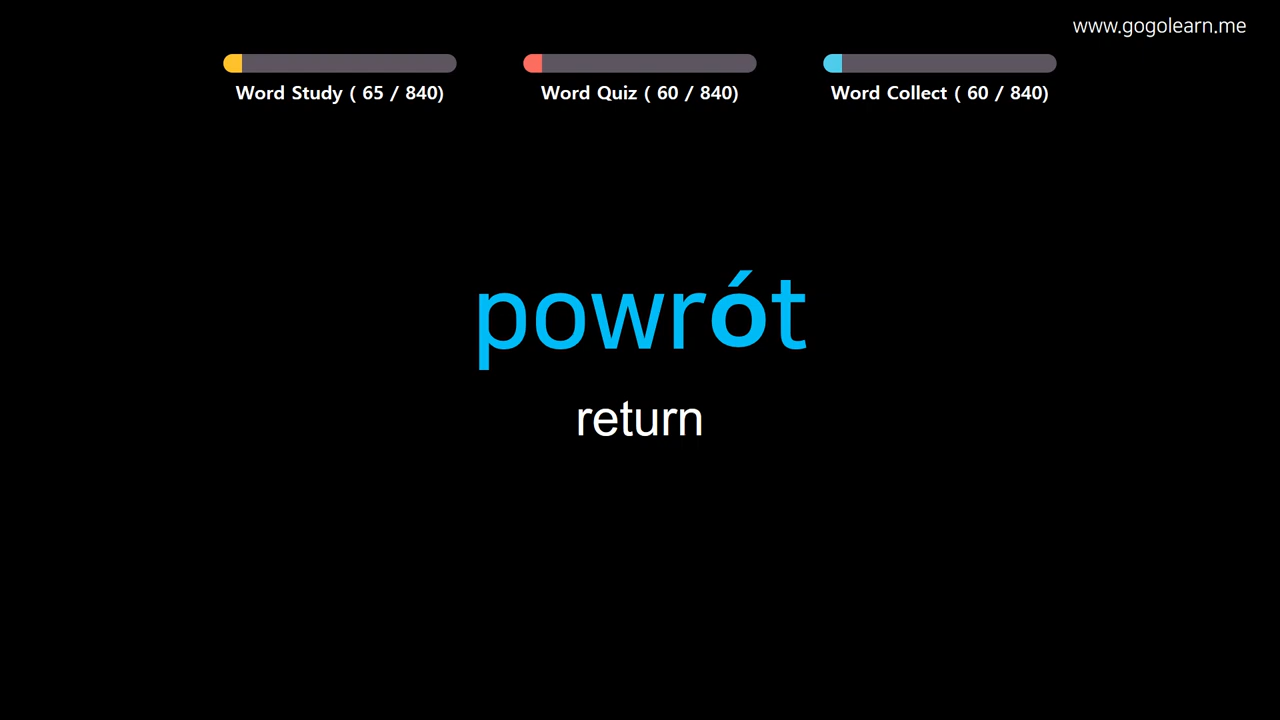 www.gogolearn.me
Word Study ( 65 / 840)
Word Quiz ( 60 / 840)
Word Collect ( 60 / 840)
powrót
return